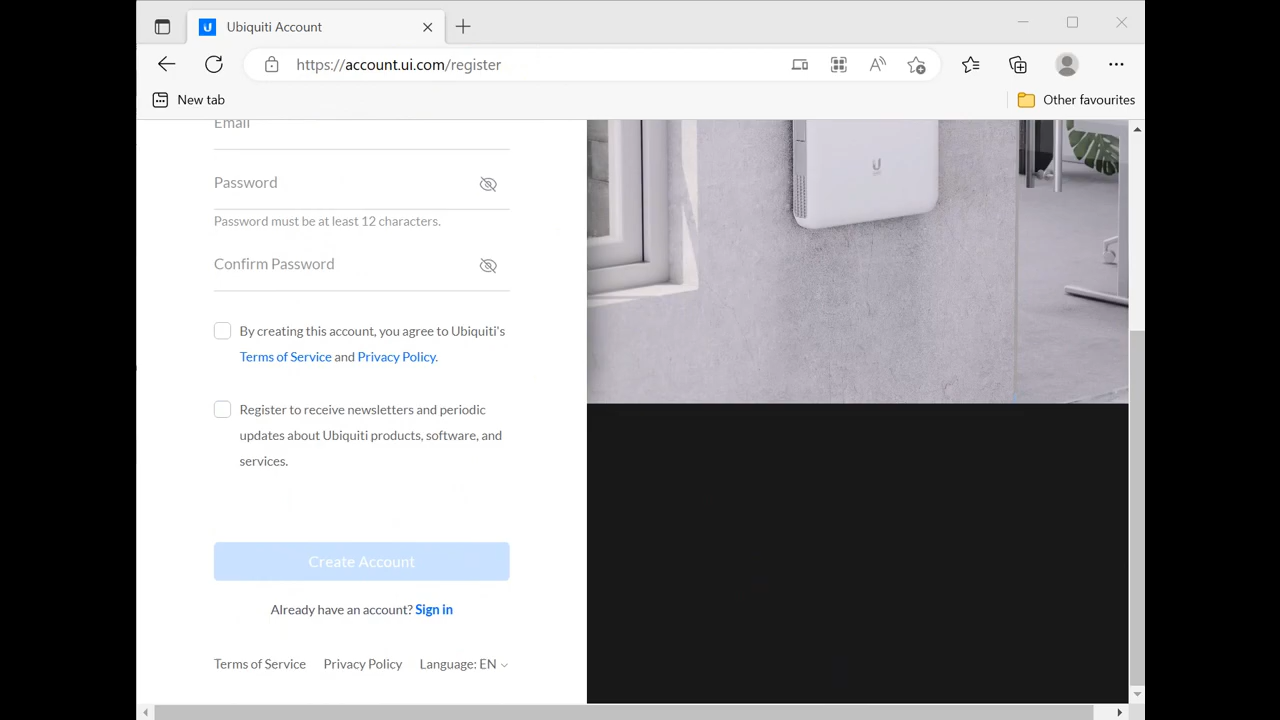 Ubiquiti Account
https://account.ui.com/register
New tab
Other favourites
Email
Password
Password must be at least 12 characters.
Confirm Password
By creating this account, you agree to Ubiquiti's
Terms of Service and Privacy Policy.
Register to receive newsletters and periodic
updates about Ubiquiti products, software, and
services.
Create Account
Already have an account? Sign in
Terms of Service Privacy Policy Language: EN